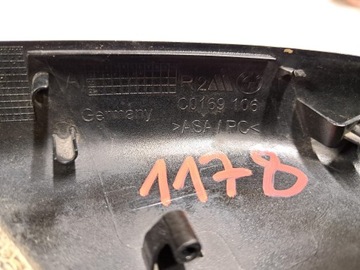 R2
C0169 106
Germany
>ASA/PC<
1178